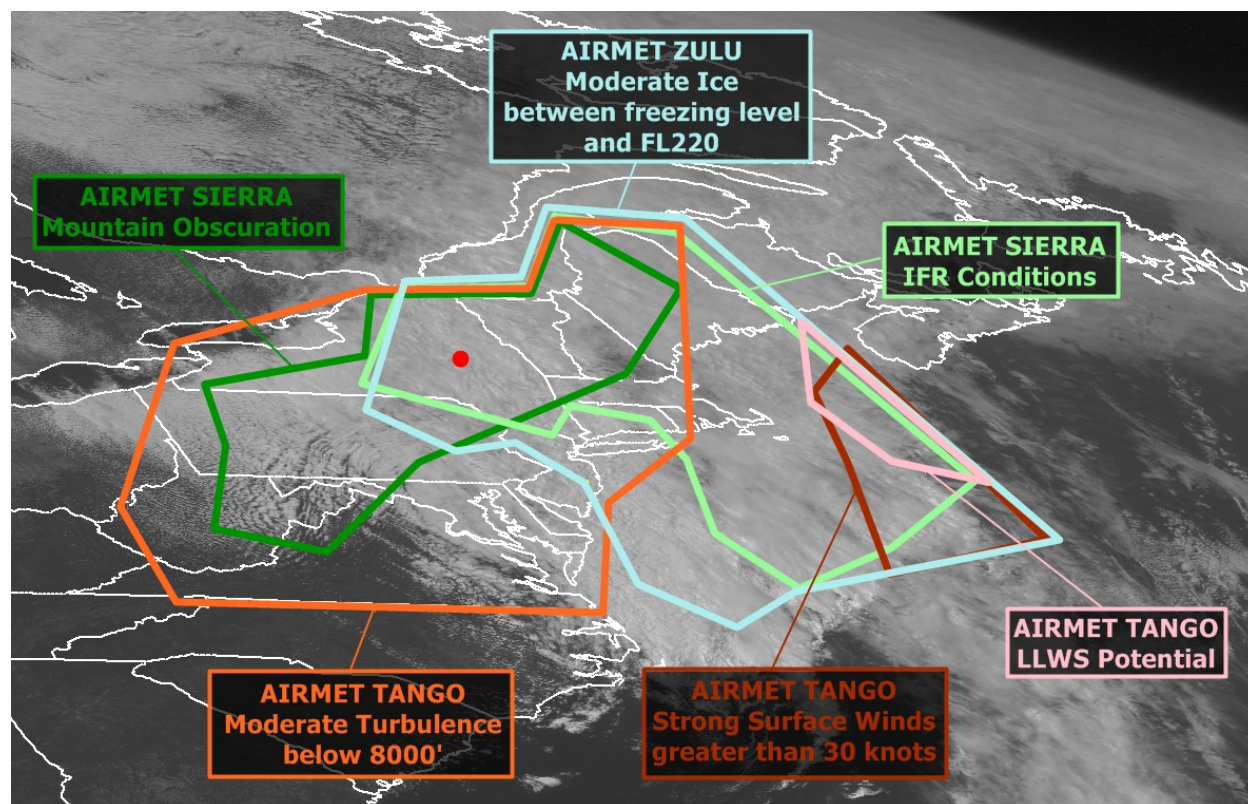 AIRMET ZULU
Moderate Ice
between freezing level
and FL220
AIRMET SIERRA
Mountain Obscuration
AIRMET SIERRA
IFR Conditions
AIRMET TANGO
LLWS Potential
AIRMET TANGO
Moderate Turbulence
below 8000'
AIRMET TANGO
Strong Surface Winds
greater than 30 knots